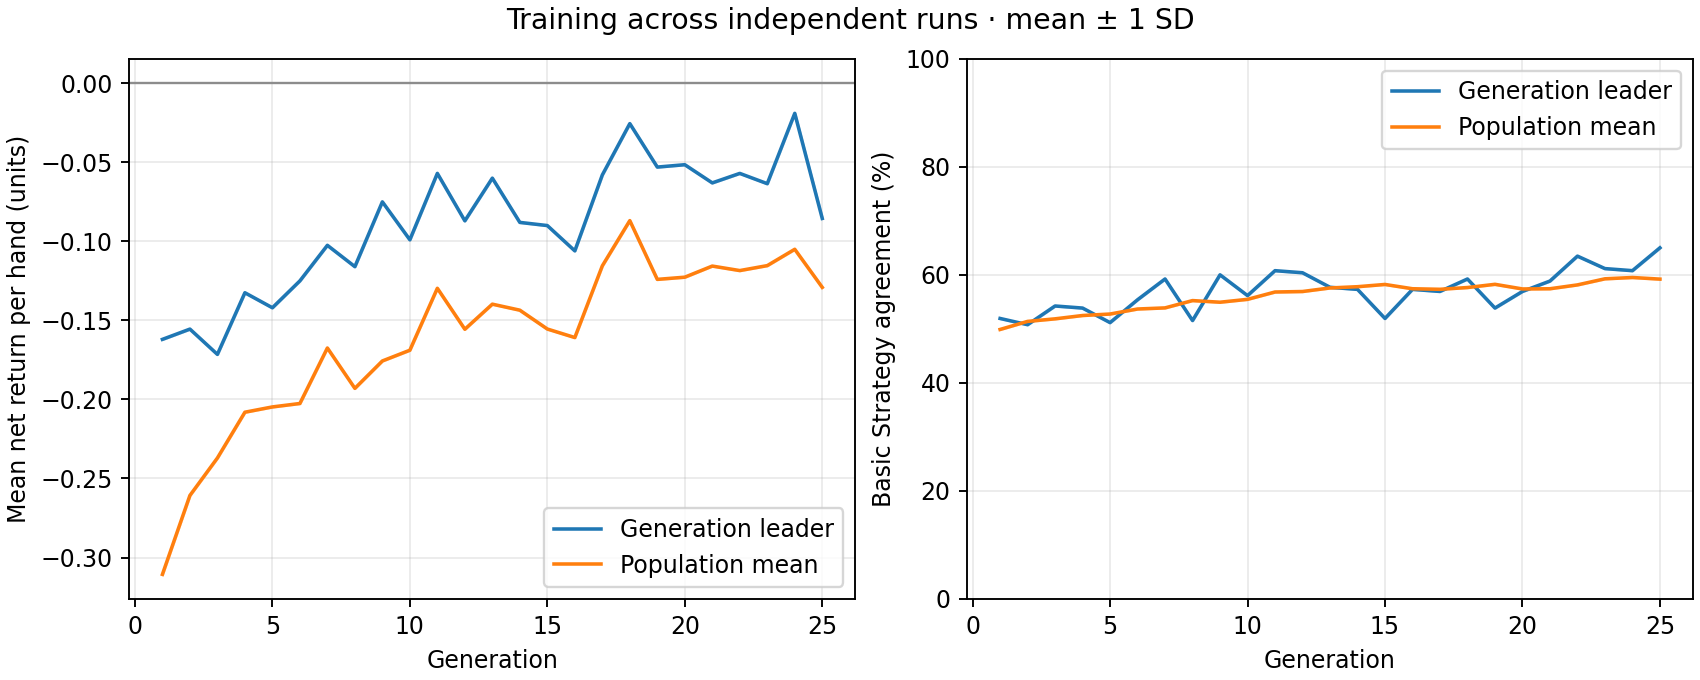 Training across independent runs · mean ± 1 SD
Mean net return per hand (units)
0.00
−0.05
−0.10
−0.15
−0.20
−0.25
−0.30
Generation leader
Population mean
0 5 10 15 20 25
Generation
Basic Strategy agreement (%)
100
80
60
40
20
0
Generation leader
Population mean
0 5 10 15 20 25
Generation